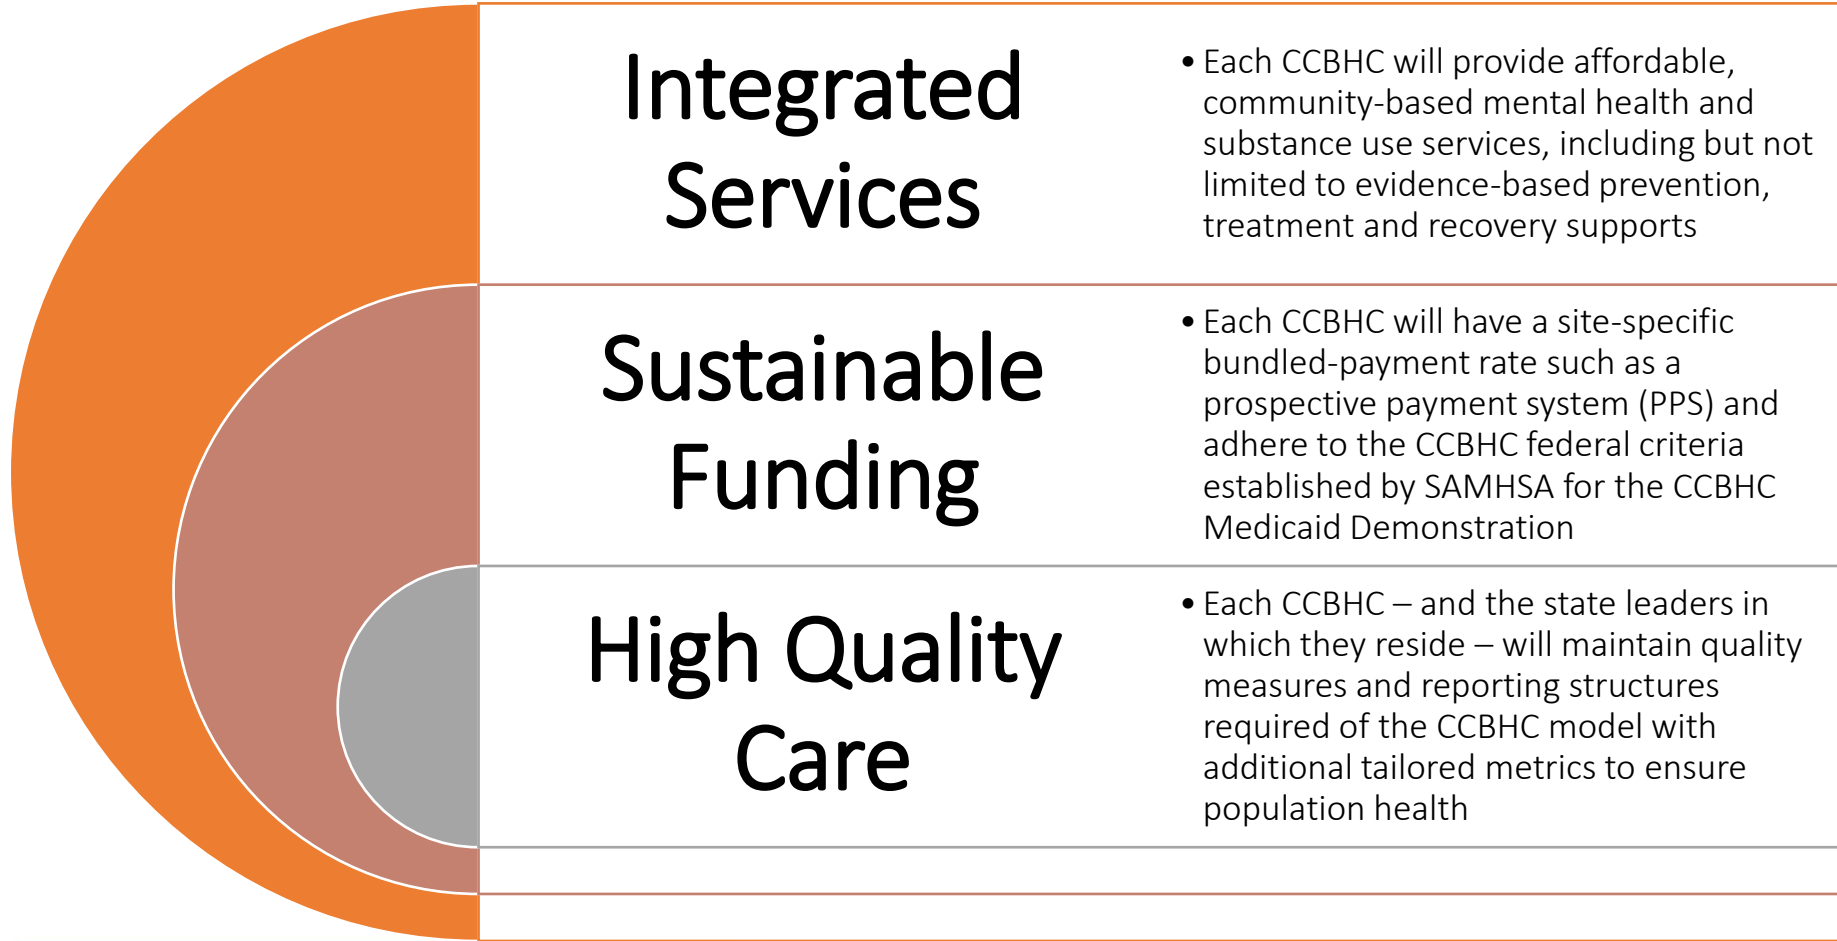 Integrated
Services
• Each CCBHC will provide affordable,
community-based mental health and
substance use services, including but not
limited to evidence-based prevention,
treatment and recovery supports
Sustainable
Funding
• Each CCBHC will have a site-specific
bundled-payment rate such as a
prospective payment system (PPS) and
adhere to the CCBHC federal criteria
established by SAMHSA for the CCBHC
Medicaid Demonstration
High Quality
Care
• Each CCBHC – and the state leaders in
which they reside – will maintain quality
measures and reporting structures
required of the CCBHC model with
additional tailored metrics to ensure
population health